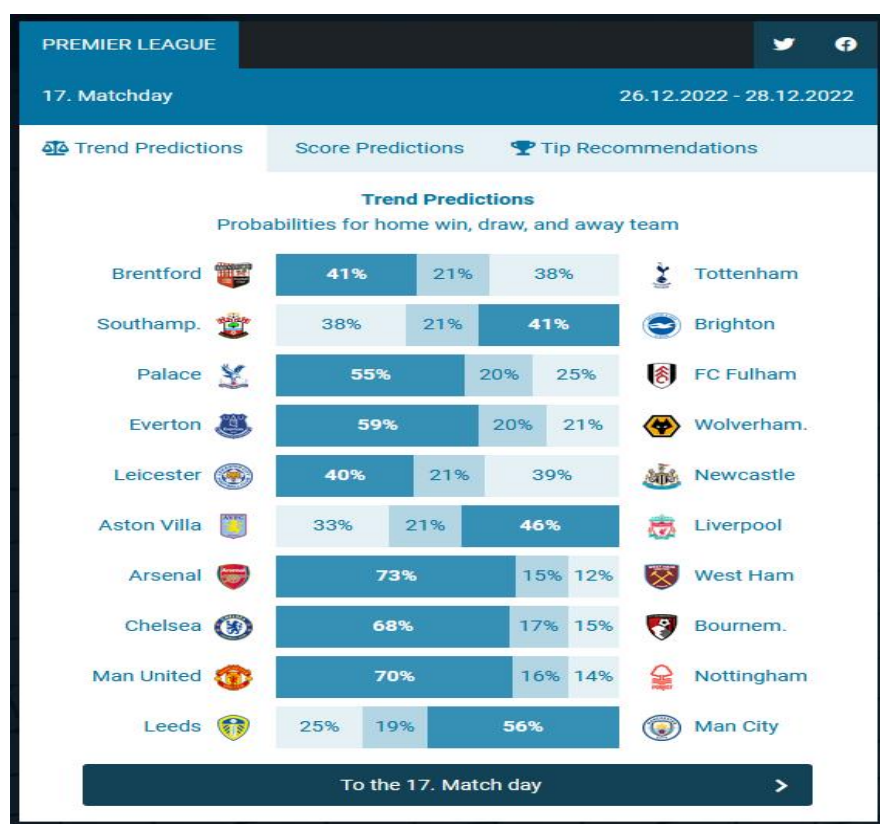 PREMIER LEAGUE
17. Matchday 26.12.2022 - 28.12.2022
Trend Predictions Score Predictions Tip Recommendations
Trend Predictions
Probabilities for home win, draw, and away team
Brentford 41% 21% 38% Tottenham
Southamp. 38% 21% 41% Brighton
Palace 55% 20% 25% FC Fulham
Everton 59% 20% 21% Wolverham.
Leicester 40% 21% 39% Newcastle
Aston Villa 33% 21% 46% Liverpool
Arsenal 73% 15% 12% West Ham
Chelsea 68% 17% 15% Bournem.
Man United 70% 16% 14% Nottingham
Leeds 25% 19% 56% Man City
To the 17. Match day